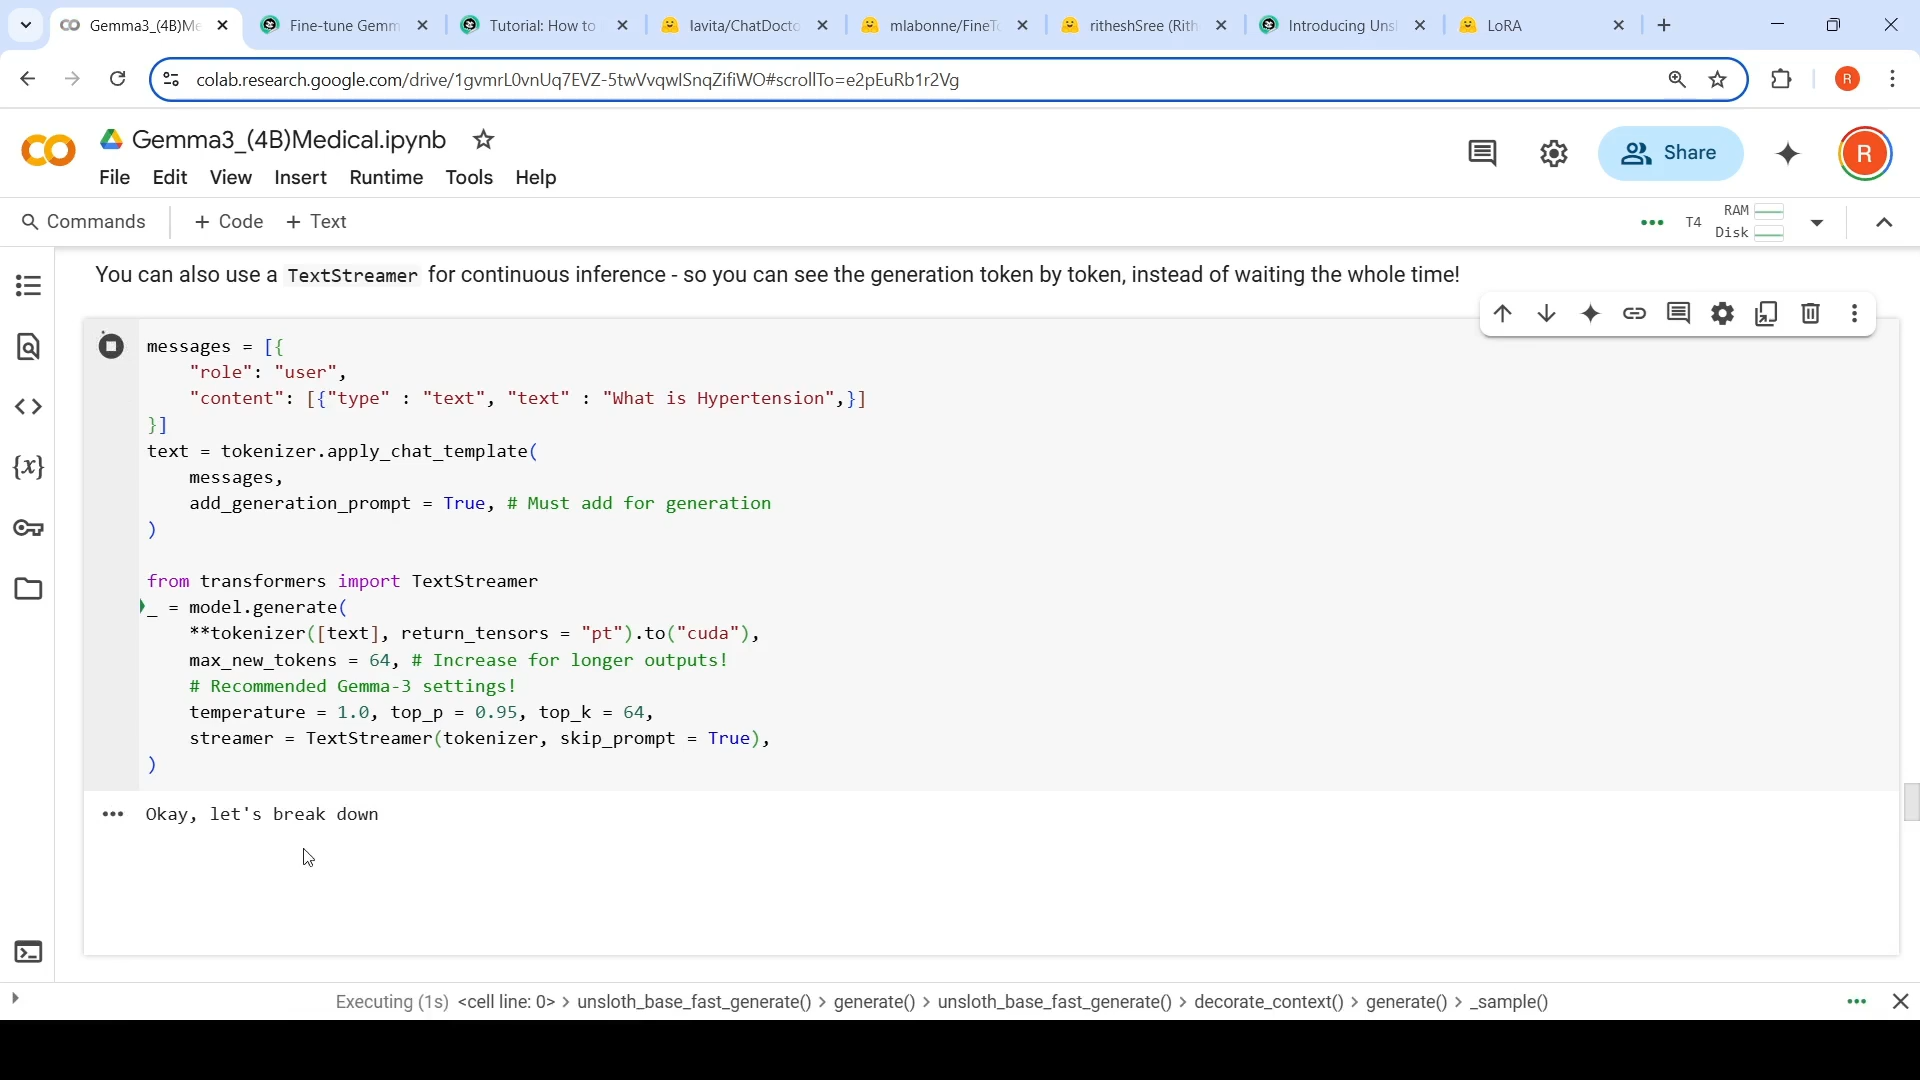 Gemma3_(4B)Me
Fine-tune Gemm
Tutorial: How to
lavita/ChatDocto
mlabonne/FineTo
ritheshSree (Rith
Introducing Uns
LoRA
colab.research.google.com/drive/1gvmrL0vnUq7EVZ-5twVvqwlSnqZifiWO#scrollTo=e2pEuRb1r2Vg
R
Gemma3_(4B)Medical.ipynb
File Edit View Insert Runtime Tools Help
Share
R
Commands + Code + Text
T4 RAM
Disk
You can also use a TextStreamer for continuous inference - so you can see the generation token by token, instead of waiting the whole time!
messages = [{
"role": "user",
"content": [{"type" : "text", "text" : "What is Hypertension",}]
}]
text = tokenizer.apply_chat_template(
messages,
add_generation_prompt = True, # Must add for generation
)
from transformers import TextStreamer
_ = model.generate(
**tokenizer([text], return_tensors = "pt").to("cuda"),
max_new_tokens = 64, # Increase for longer outputs!
# Recommended Gemma-3 settings!
temperature = 1.0, top_p = 0.95, top_k = 64,
streamer = TextStreamer(tokenizer, skip_prompt = True),
)
Okay, let's break down
Executing (1s) <cell line: 0> > unsloth_base_fast_generate() > generate() > unsloth_base_fast_generate() > decorate_context() > generate() > _sample()